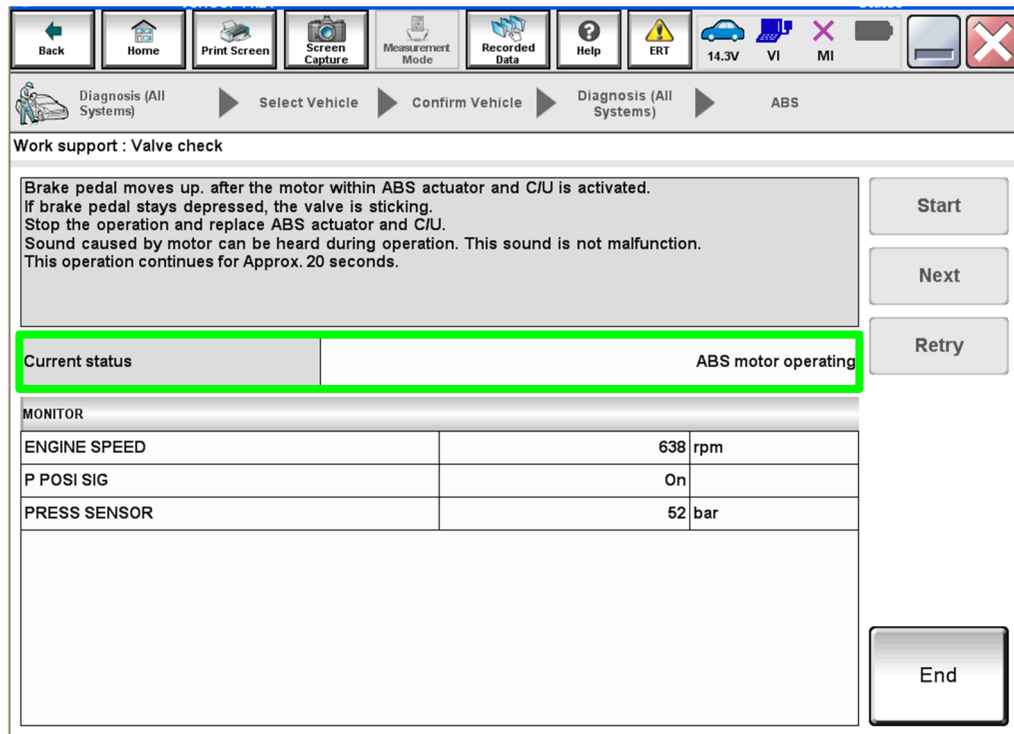 Back
Home
Print Screen
Screen
Capture
Measurement
Mode
Recorded
Data
Help
ERT
14.3V
VI
MI
Diagnosis (All
Systems)
Select Vehicle
Confirm Vehicle
Diagnosis (All
Systems)
ABS
Work support : Valve check
Brake pedal moves up. after the motor within ABS actuator and C/U is activated.
If brake pedal stays depressed, the valve is sticking.
Stop the operation and replace ABS actuator and C/U.
Sound caused by motor can be heard during operation. This sound is not malfunction.
This operation continues for Approx. 20 seconds.
Start
Next
Retry
Current status ABS motor operating
MONITOR
ENGINE SPEED 638 rpm
P POSI SIG On
PRESS SENSOR 52 bar
End